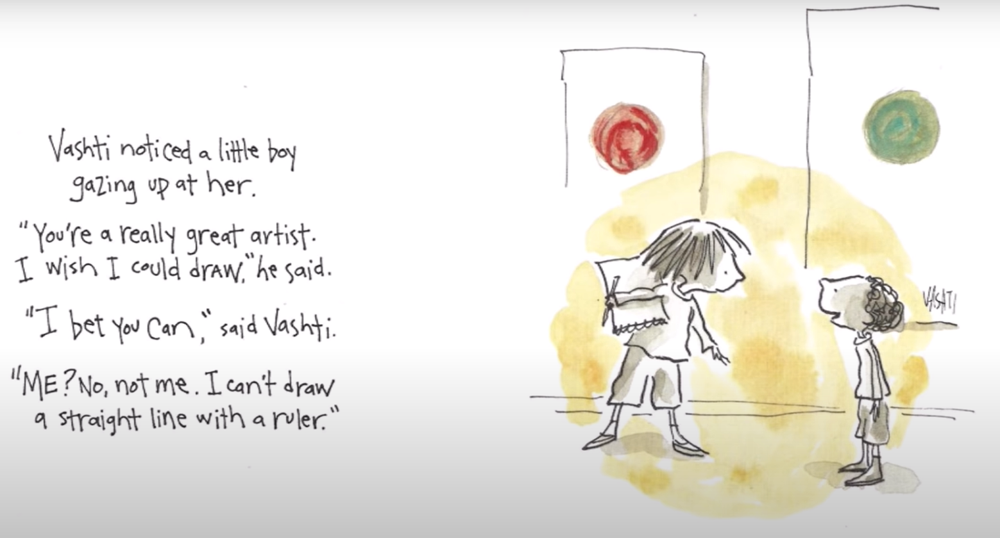 Vashti noticed a little boy
gazing up at her.
"You're a really great artist.
I wish I could draw," he said.
"I bet you can," said Vashti.
"ME? No, not me. I can't draw
a straight line with a ruler."
VASHTI